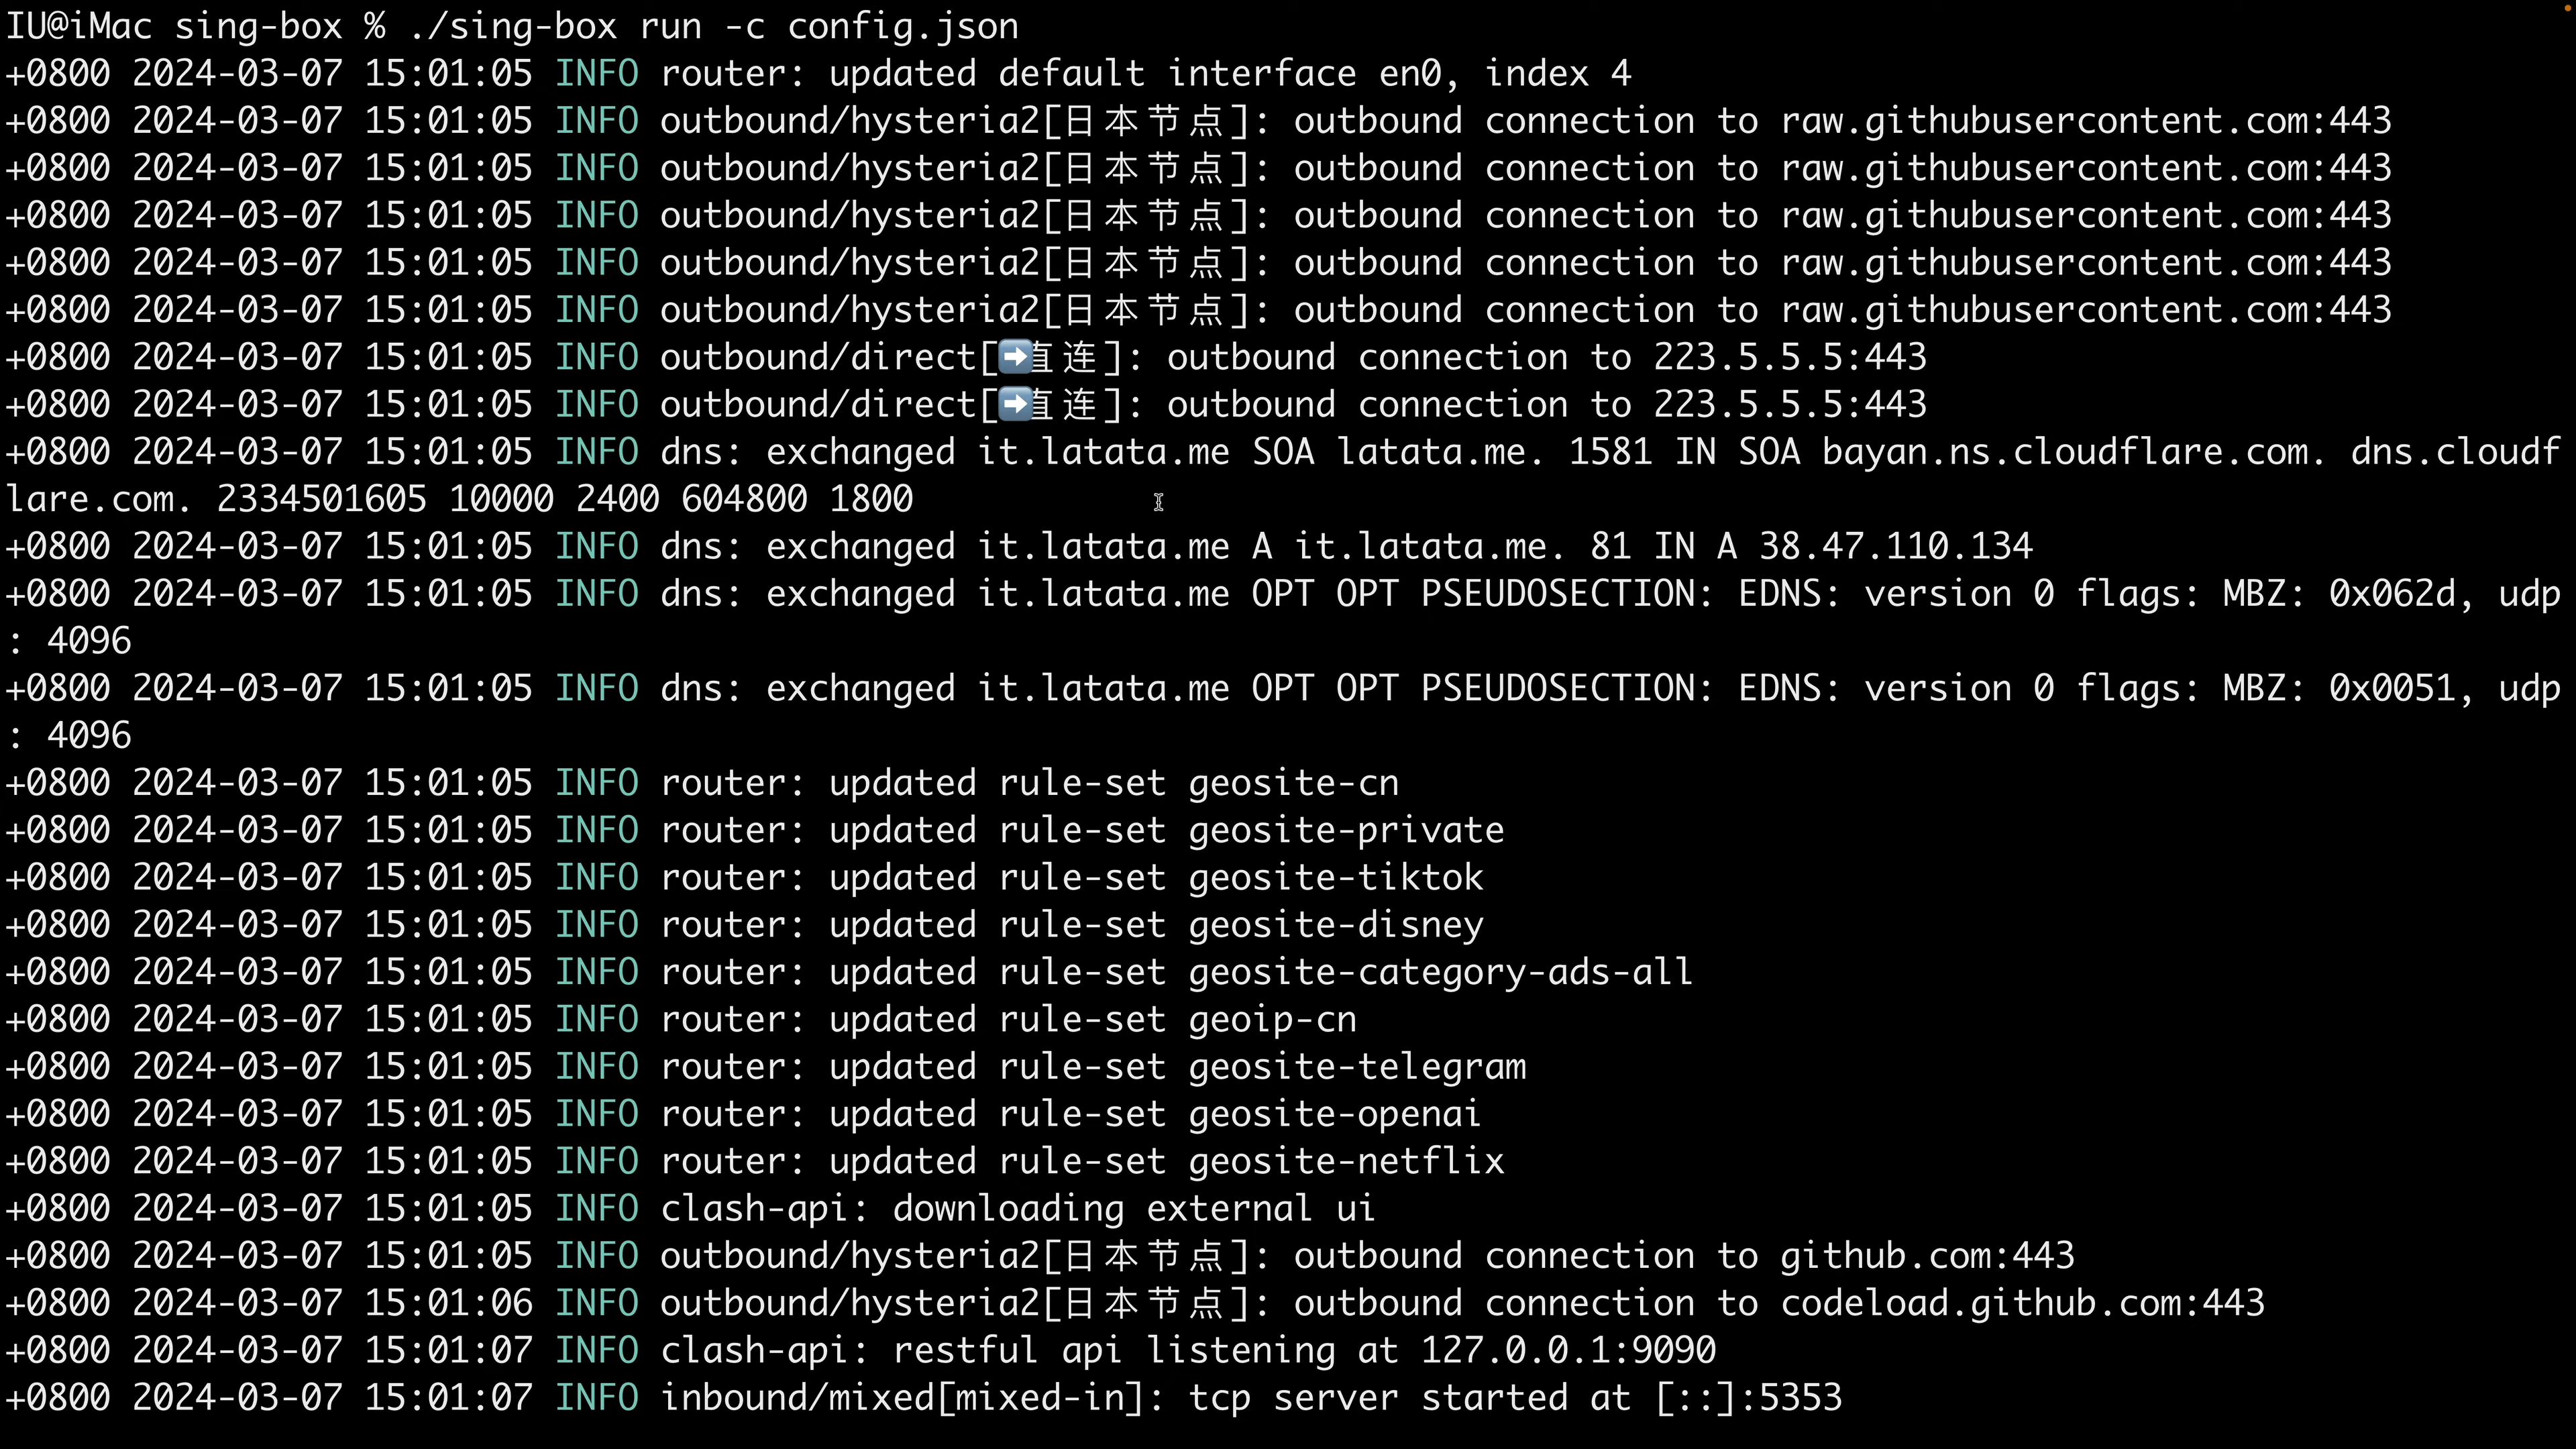 IU@iMac sing-box % ./sing-box run -c config.json
+0800 2024-03-07 15:01:05 INFO router: updated default interface en0, index 4
+0800 2024-03-07 15:01:05 INFO outbound/hysteria2[日本节点]: outbound connection to raw.githubusercontent.com:443
+0800 2024-03-07 15:01:05 INFO outbound/hysteria2[日本节点]: outbound connection to raw.githubusercontent.com:443
+0800 2024-03-07 15:01:05 INFO outbound/hysteria2[日本节点]: outbound connection to raw.githubusercontent.com:443
+0800 2024-03-07 15:01:05 INFO outbound/hysteria2[日本节点]: outbound connection to raw.githubusercontent.com:443
+0800 2024-03-07 15:01:05 INFO outbound/hysteria2[日本节点]: outbound connection to raw.githubusercontent.com:443
+0800 2024-03-07 15:01:05 INFO outbound/direct[➡️直连]: outbound connection to 223.5.5.5:443
+0800 2024-03-07 15:01:05 INFO outbound/direct[➡️直连]: outbound connection to 223.5.5.5:443
+0800 2024-03-07 15:01:05 INFO dns: exchanged it.latata.me SOA latata.me. 1581 IN SOA bayan.ns.cloudflare.com. dns.cloudf
lare.com. 2334501605 10000 2400 604800 1800
+0800 2024-03-07 15:01:05 INFO dns: exchanged it.latata.me A it.latata.me. 81 IN A 38.47.110.134
+0800 2024-03-07 15:01:05 INFO dns: exchanged it.latata.me OPT OPT PSEUDOSECTION: EDNS: version 0 flags: MBZ: 0x062d, udp
: 4096
+0800 2024-03-07 15:01:05 INFO dns: exchanged it.latata.me OPT OPT PSEUDOSECTION: EDNS: version 0 flags: MBZ: 0x0051, udp
: 4096
+0800 2024-03-07 15:01:05 INFO router: updated rule-set geosite-cn
+0800 2024-03-07 15:01:05 INFO router: updated rule-set geosite-private
+0800 2024-03-07 15:01:05 INFO router: updated rule-set geosite-tiktok
+0800 2024-03-07 15:01:05 INFO router: updated rule-set geosite-disney
+0800 2024-03-07 15:01:05 INFO router: updated rule-set geosite-category-ads-all
+0800 2024-03-07 15:01:05 INFO router: updated rule-set geoip-cn
+0800 2024-03-07 15:01:05 INFO router: updated rule-set geosite-telegram
+0800 2024-03-07 15:01:05 INFO router: updated rule-set geosite-openai
+0800 2024-03-07 15:01:05 INFO router: updated rule-set geosite-netflix
+0800 2024-03-07 15:01:05 INFO clash-api: downloading external ui
+0800 2024-03-07 15:01:05 INFO outbound/hysteria2[日本节点]: outbound connection to github.com:443
+0800 2024-03-07 15:01:06 INFO outbound/hysteria2[日本节点]: outbound connection to codeload.github.com:443
+0800 2024-03-07 15:01:07 INFO clash-api: restful api listening at 127.0.0.1:9090
+0800 2024-03-07 15:01:07 INFO inbound/mixed[mixed-in]: tcp server started at [::]:5353